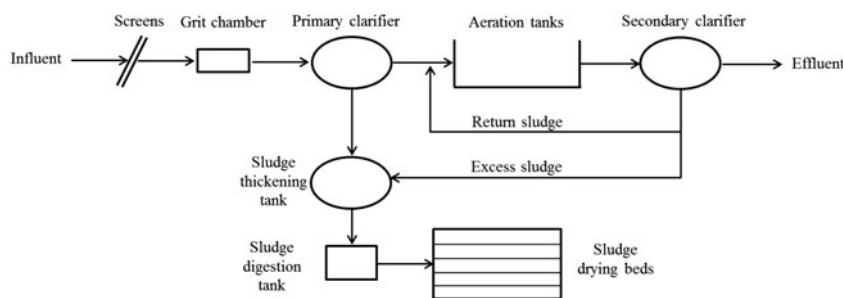 Screens
Grit chamber
Primary clarifier
Aeration tanks
Secondary clarifier
Influent
Effluent
Return sludge
Excess sludge
Sludge
thickening
tank
Sludge
digestion
tank
Sludge
drying beds